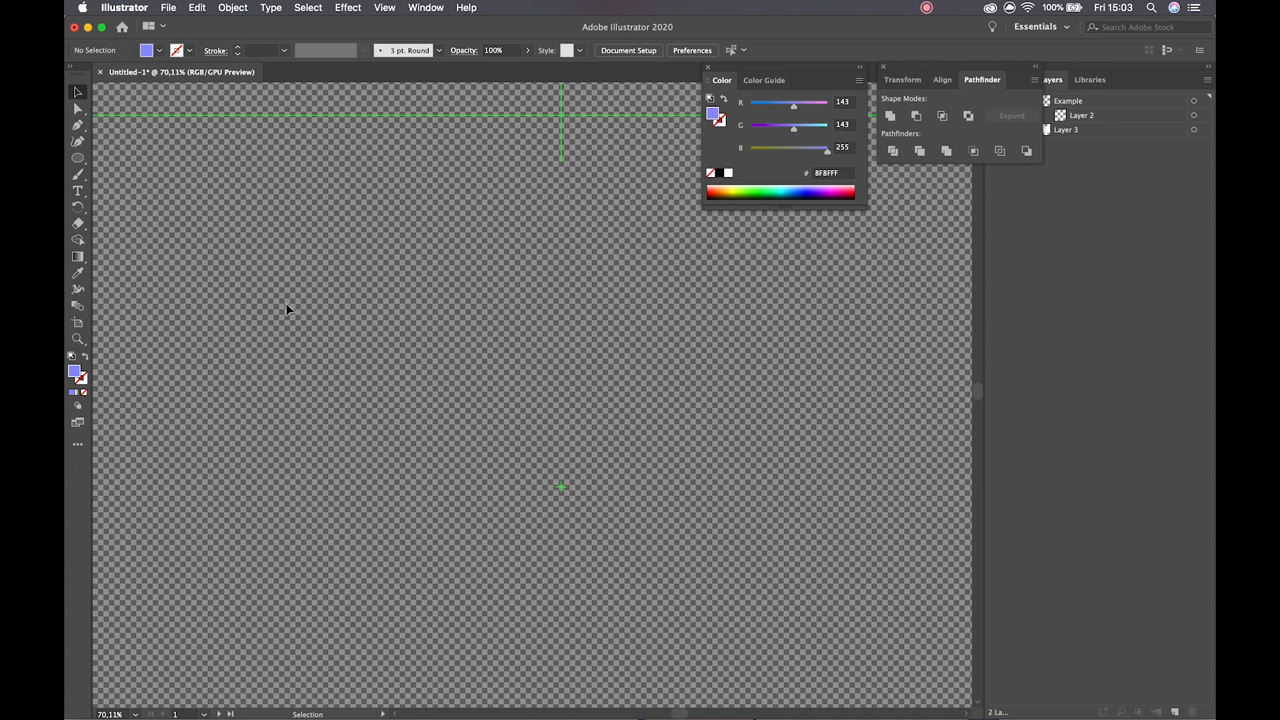 Illustrator File Edit Object Type Select Effect View Window Help 100% Fri 15:03
Adobe Illustrator 2020 Essentials Search Adobe Stock
No Selection Stroke: 3 pt. Round Opacity: 100% Style: Document Setup Preferences
Untitled-1* @ 70,11% (RGB/GPU Preview)
Color Color Guide
Transform Align Pathfinder
ayers Libraries
R 143
G 143
B 255
# 8F8FFF
Shape Modes:
Expand
Pathfinders:
Example
Layer 2
Layer 3
70,11% 1 Selection
2 La...